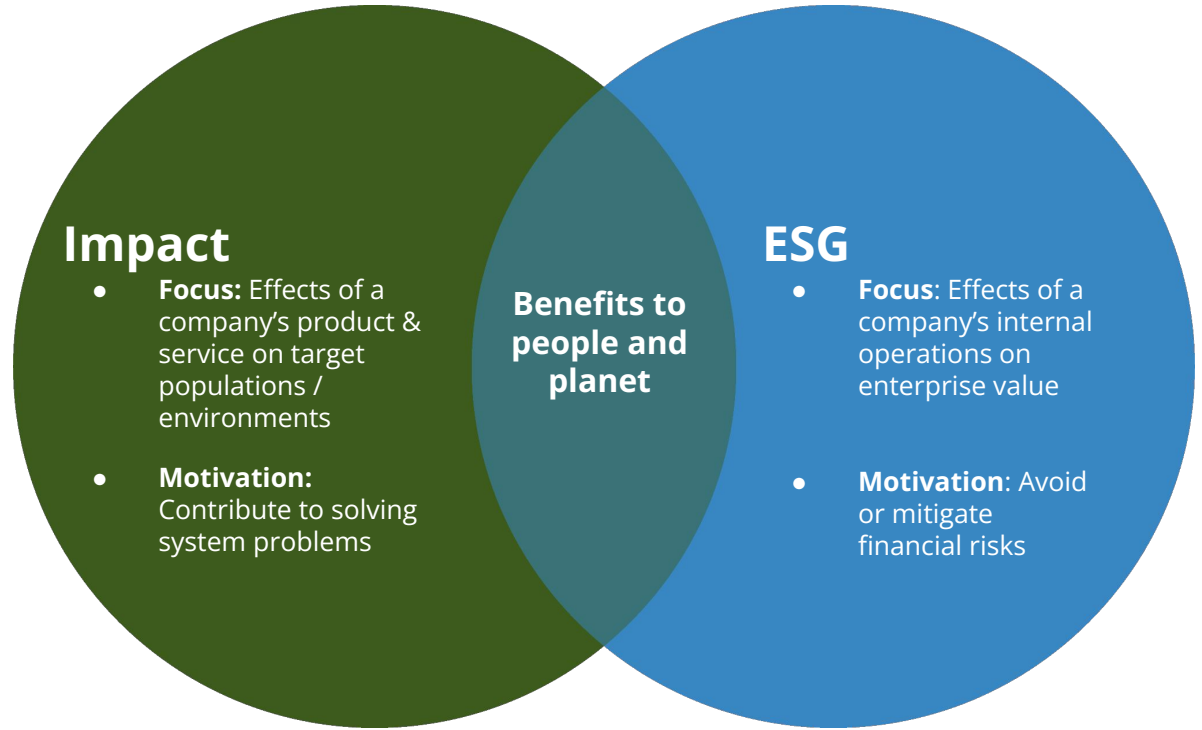 Impact
● Focus: Effects of a
company’s product &
service on target
populations /
environments
● Motivation:
Contribute to solving
system problems
Benefits to
people and
planet
ESG
● Focus: Effects of a
company’s internal
operations on
enterprise value
● Motivation: Avoid
or mitigate
financial risks